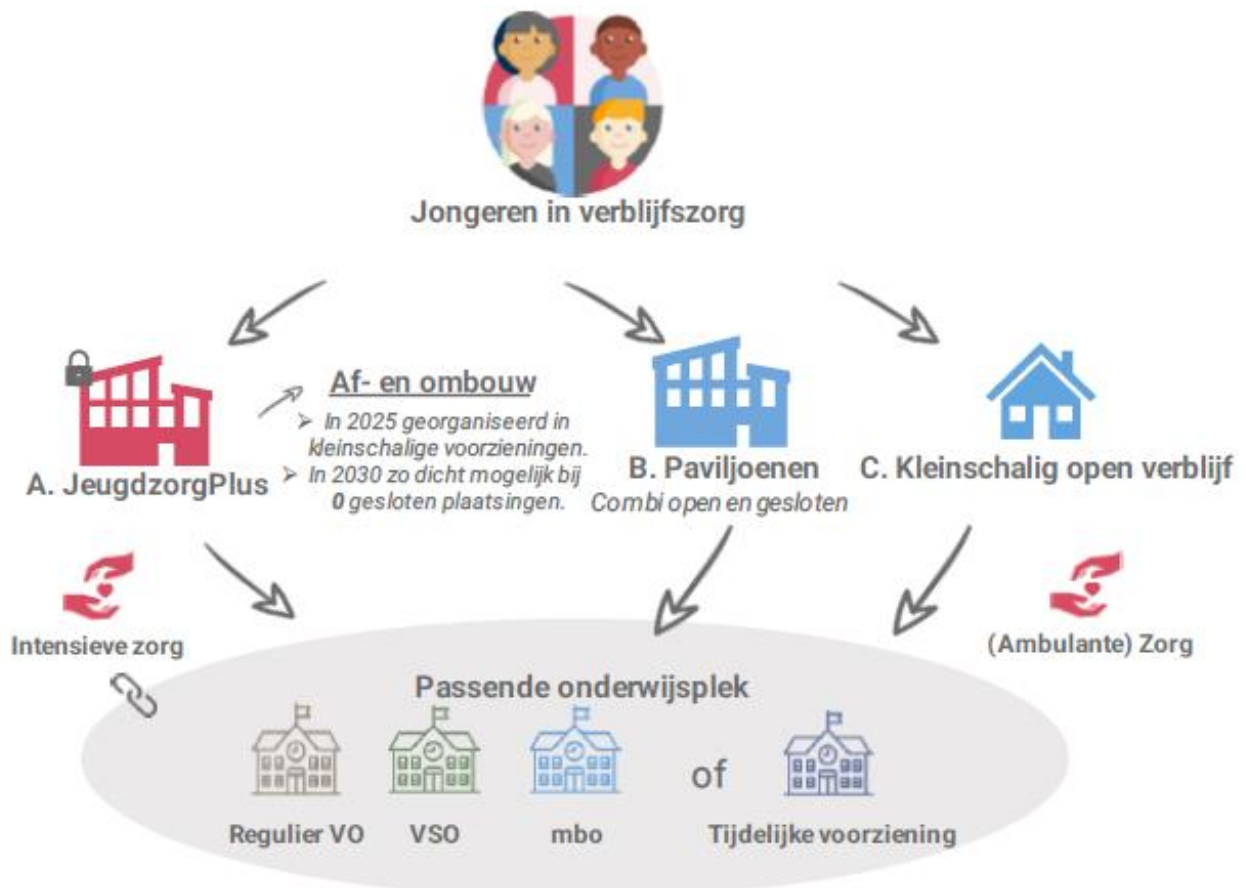 Jongeren in verblijfszorg
Af- en ombouw
➢ In 2025 georganiseerd in
kleinschalige voorzieningen.
➢ In 2030 zo dicht mogelijk bij
0 gesloten plaatsingen.
A. JeugdzorgPlus
B. Paviljoenen
Combi open en gesloten
C. Kleinschalig open verblijf
Intensieve zorg
(Ambulante) Zorg
Passende onderwijsplek
of
Regulier VO
VSO
mbo
Tijdelijke voorziening